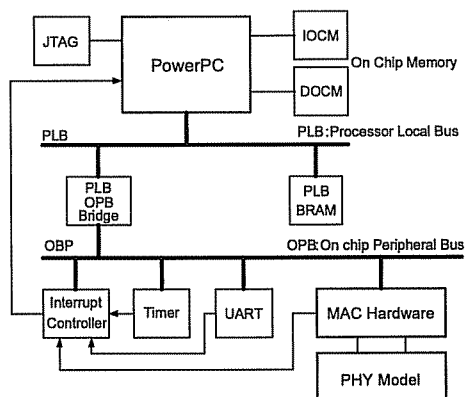 JTAG
PowerPC
IOCM
On Chip Memory
DOCM
PLB
PLB:Processor Local Bus
PLB
OPB
Bridge
PLB
BRAM
OBP
OPB:On chip Peripheral Bus
Interrupt
Controller
Timer
UART
MAC Hardware
PHY Model